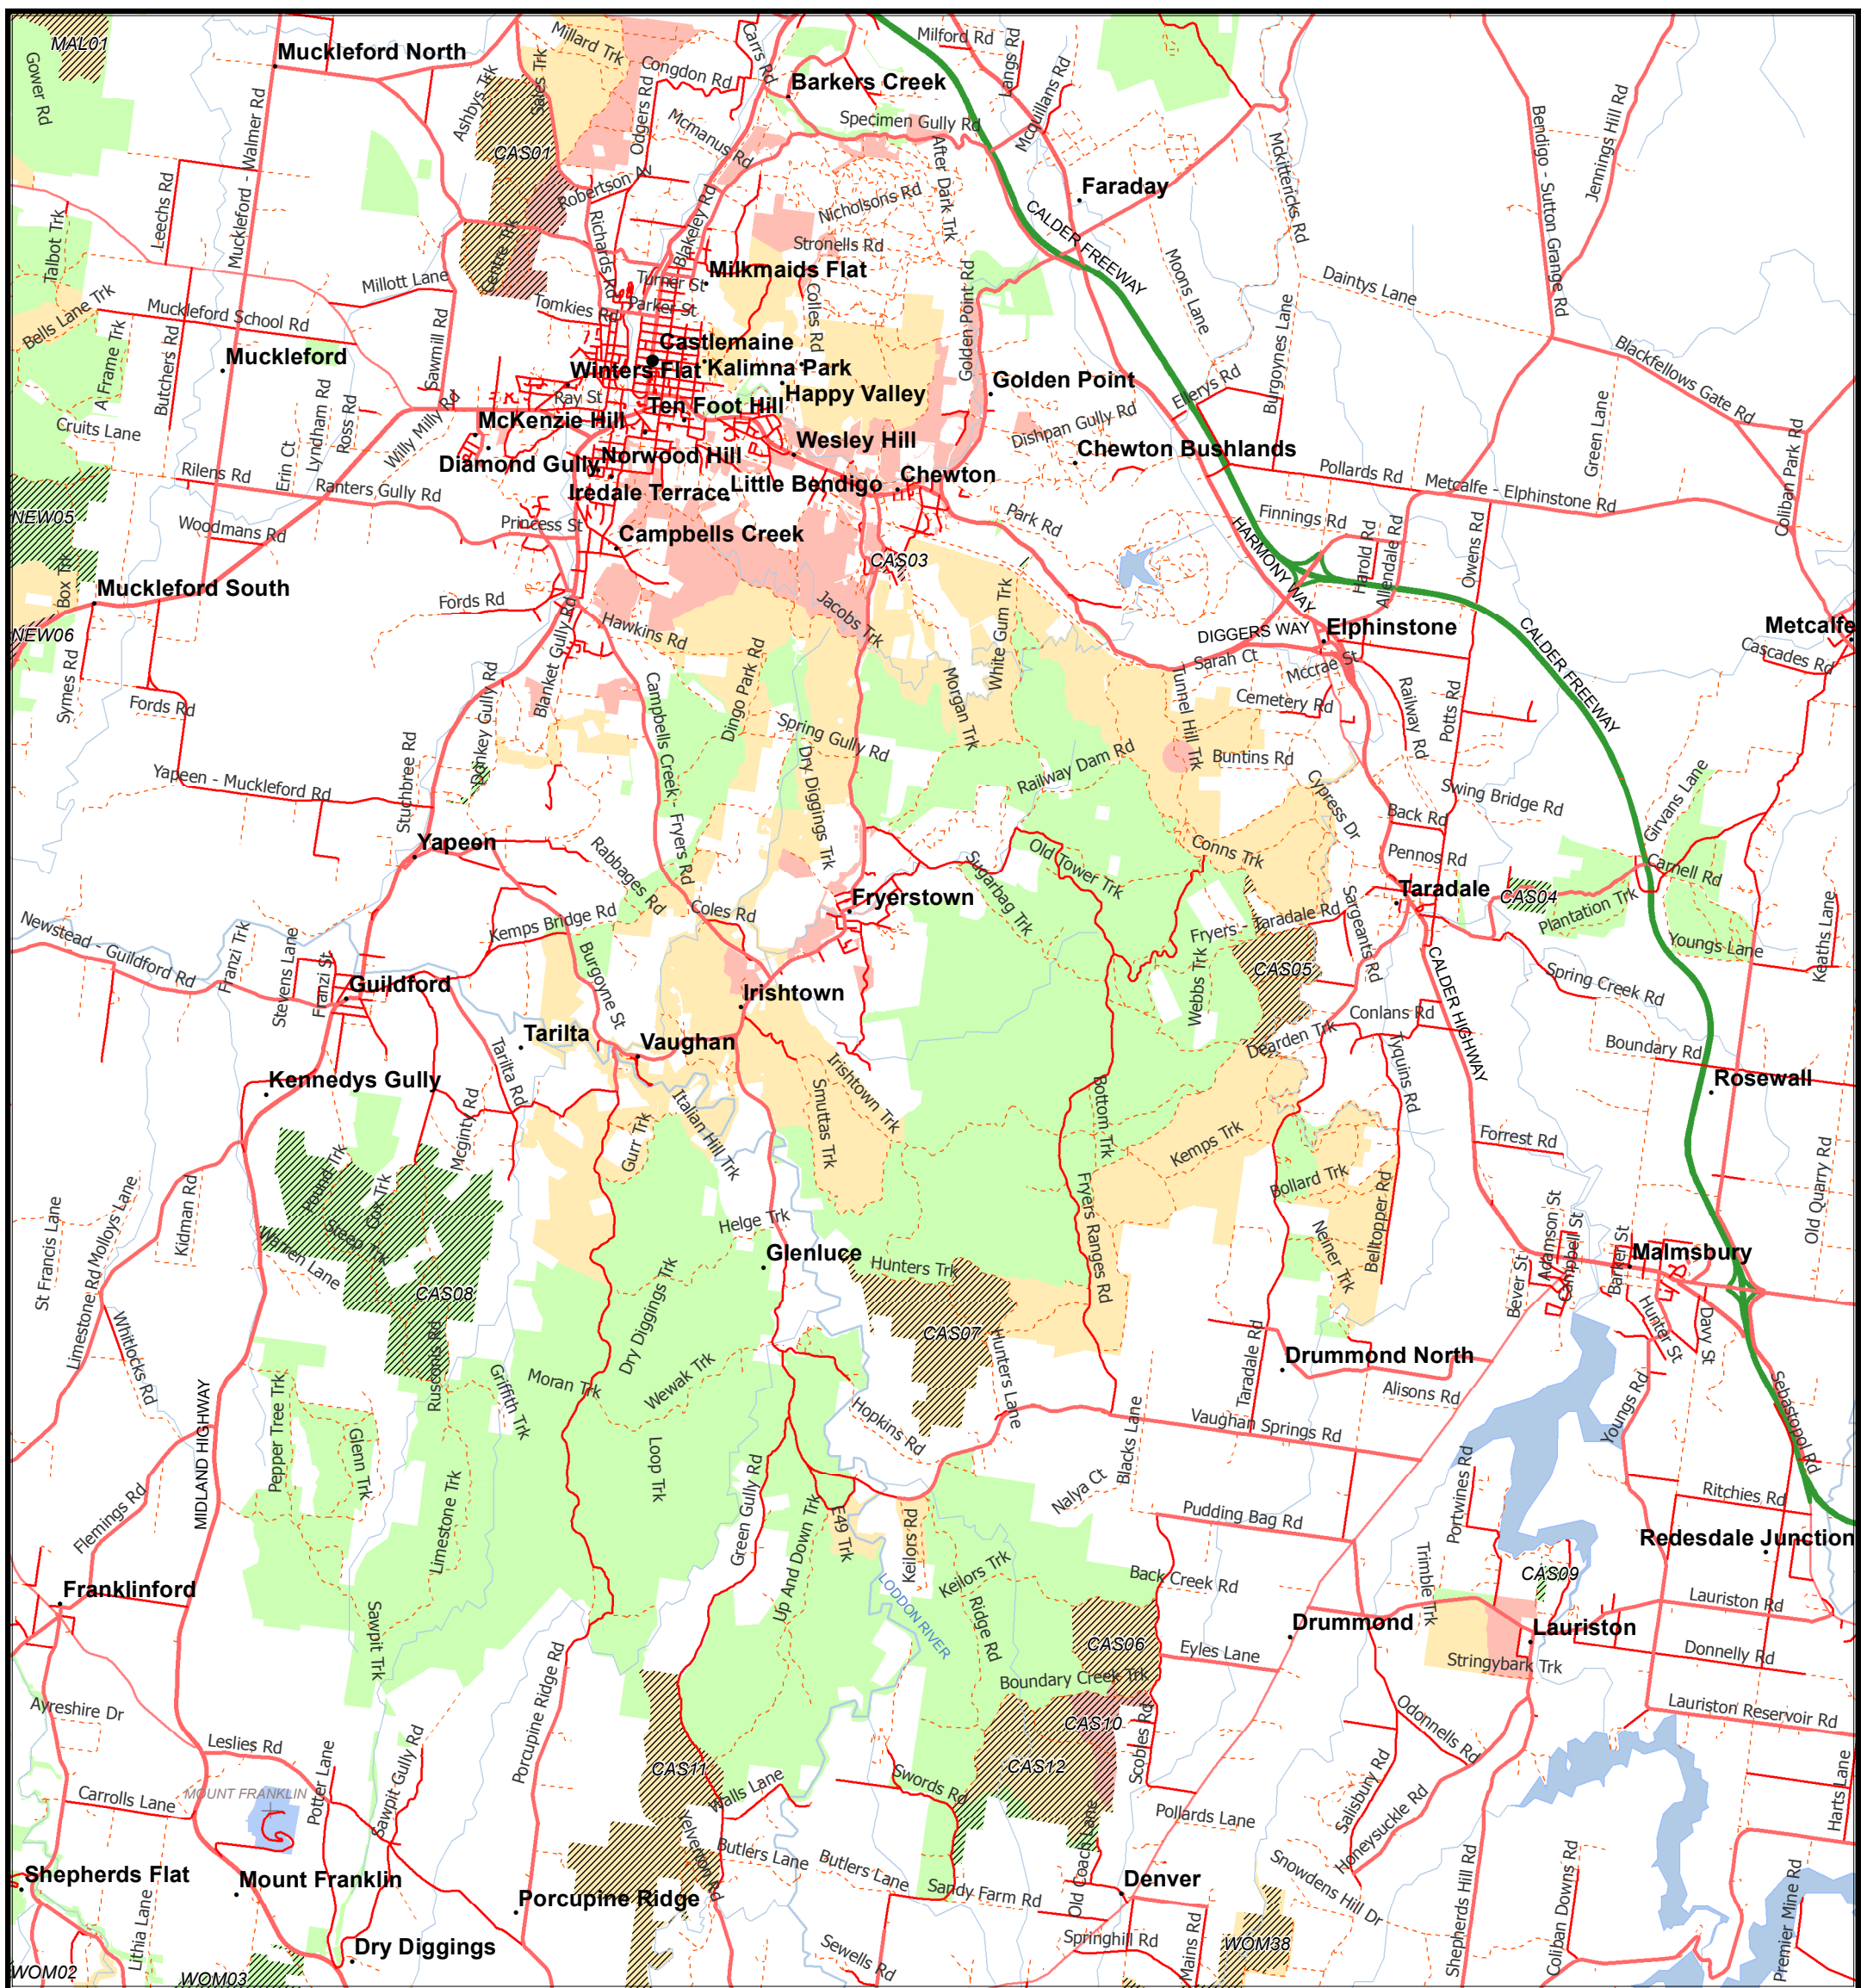 MAL01
Muckleford North
Millard Trk
Carrs Rd
Milford Rd
Langs Rd
Gower Rd
Ashbys Trk
Sales Trk
Congdon Rd
Barkers Creek
Mcquillans Rd
Bendigo - Sutton Grange Rd
Jennings Hill Rd
Muckleford - Walmer Rd
Odgers Rd
Mcmanus Rd
Specimen Gully Rd
CAS01
After Dark Trk
Mckittericks Rd
Leechs Rd
Robertson Av
Faraday
Talbot Trk
Richards Rd
Blakeley Rd
Nicholsons Rd
CALDER FREEWAY
Centre Trk
Stronells Rd
Moons Lane
Millott Lane
Turner St
Milkmaids Flat
Golden Point Rd
Daintys Lane
Bells Lane Trk
Muckleford School Rd
Tomkies Rd
Parker St
Colles Rd
Burgoynes Lane
A Frame Trk
Butchers Rd
Muckleford
Sawmill Rd
Castlemaine
Winters Flat
Kalimna Park
Happy Valley
Golden Point
Ellerys Rd
Blackfellows Gate Rd
Ray St
Ten Foot Hill
Cruits Lane
Erin Ct
Lyndham Rd
Ross Rd
Willy Milly Rd
McKenzie Hill
Dishpan Gully Rd
Green Lane
Coliban Park Rd
Diamond Gully
Norwood Hill
Wesley Hill
Chewton Bushlands
Rilens Rd
Ranters Gully Rd
Iredale Terrace
Little Bendigo
Chewton
Pollards Rd
Metcalfe - Elphinstone Rd
NEW05
Woodmans Rd
Princess St
Campbells Creek
Park Rd
Finnings Rd
Harold Rd
Allendale Rd
Owens Rd
HARMONY WAY
Box Trk
CAS03
Muckleford South
Fords Rd
Blanket Gully Rd
Hawkins Rd
Jacobs Trk
White Gum Trk
DIGGERS WAY
Elphinstone
CALDER FREEWAY
Metcalfe
NEW06
Symes Rd
Fords Rd
Donkey Gully Rd
Campbells Creek - Fryers Rd
Dingo Park Rd
Spring Gully Rd
Morgan Trk
Tunnel Hill Trk
Sarah Ct
Mccrae St
Cemetery Rd
Railway Rd
Potts Rd
Cascades Rd
Yapeen - Muckleford Rd
Stuchbree Rd
Dry Diggings Trk
Railway Dam Rd
Buntins Rd
Cypress Dr
Swing Bridge Rd
Back Rd
Girvans Lane
Yapeen
Rabbages Rd
Sugarbag Trk
Old Tower Trk
Conns Trk
Pennos Rd
Carnell Rd
Newstead - Guildford Rd
Franzi Trk
Kemps Bridge Rd
Coles Rd
Fryerstown
Fryers - Taradale Rd
Sargeants Rd
Taradale
CAS04
Plantation Trk
Youngs Lane
Keaths Lane
Stevens Lane
Franzi St
Guildford
Burgoyne St
Irishtown
Webbs Trk
CAS05
CALDER HIGHWAY
Spring Creek Rd
Tarilta
Vaughan
Conlans Rd
Dearden Trk
Tyquins Rd
Boundary Rd
Kennedys Gully
Tarilta Rd
Irishtown Trk
Rosewall
Mcginty Rd
Gurr Trk
Italian Hill Trk
Smuttas Trk
Bottom Trk
Kemps Trk
Forrest Rd
Pound Trk
Cox Trk
Steep Trk
Warren Lane
St Francis Lane
Molloys Lane
Kidman Rd
Limestone Rd
Helge Trk
Glenluce
Hunters Trk
Fryers Ranges Rd
Bollard Trk
Neiner Trk
Belltopper Rd
Bever St
Adamson St
Campbell St
Barker St
Malmsbury
Old Quarry Rd
CAS08
Whitlocks Rd
Dry Diggings Trk
CAS07
Hunters Lane
Taradale Rd
Drummond North
Hunter St
Davy St
Ruscons Rd
Griffith Trk
Moran Trk
Wewak Trk
Alisons Rd
Sebastopol Rd
MIDLAND HIGHWAY
Pepper Tree Trk
Glenn Trk
Limestone Trk
Loop Trk
Green Gully Rd
Hopkins Rd
Vaughan Springs Rd
Blacks Lane
Youngs Rd
Flemings Rd
Up And Down Trk
E49 Trk
Keilors Rd
Nalya Ct
Pudding Bag Rd
Portwines Rd
Ritchies Rd
Redesdale Junction
Franklinford
Sawpit Trk
LODDON RIVER
Keilors Trk
Ridge Rd
Back Creek Rd
Trimble Trk
CAS09
Lauriston Rd
CAS06
Drummond
Lauriston
Porcupine Ridge Rd
Eyles Lane
Stringybark Trk
Donnelly Rd
Boundary Creek Trk
Ayreshire Dr
Leslies Rd
CAS10
Scobles Rd
Odonnells Rd
Lauriston Reservoir Rd
Potter Lane
Sawpit Gully Rd
CAS11
CAS12
MOUNT FRANKLIN
Carrolls Lane
Walls Lane
Swords Rd
Pollards Lane
Salisbury Rd
Honeysuckle Rd
Harts Lane
Yelverton Rd
Butlers Lane
Butlers Lane
Old Coach Lane
Snowdens Hill Dr
Shepherds Flat
Mount Franklin
Porcupine Ridge
Sandy Farm Rd
Denver
Shepherds Hill Rd
Coliban Downs Rd
Premier Mine Rd
Lithia Lane
Dry Diggings
Sewells Rd
Springhill Rd
Mains Rd
WOM38
WOM02
WOM03